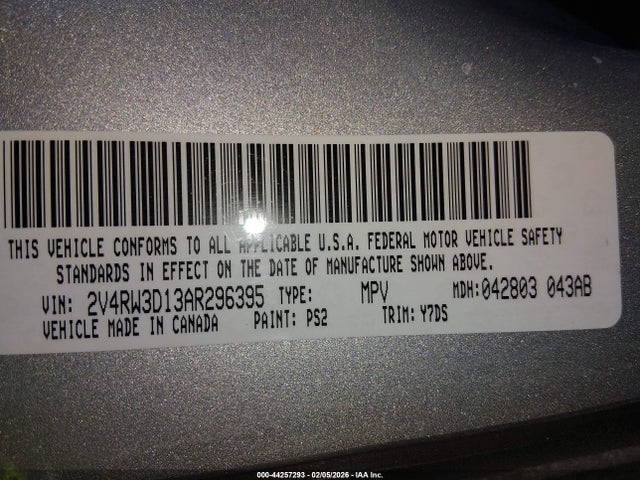 THIS VEHICLE CONFORMS TO ALL APPLICABLE U.S.A. FEDERAL MOTOR VEHICLE SAFETY
STANDARDS IN EFFECT ON THE DATE OF MANUFACTURE SHOWN ABOVE.
VIN: 2V4RW3D13AR296395 TYPE: MPV MDH: 042803 043AB
VEHICLE MADE IN CANADA PAINT: PS2 TRIM: Y7DS
000-44257293 - 02/05/2026 - IAA Inc.